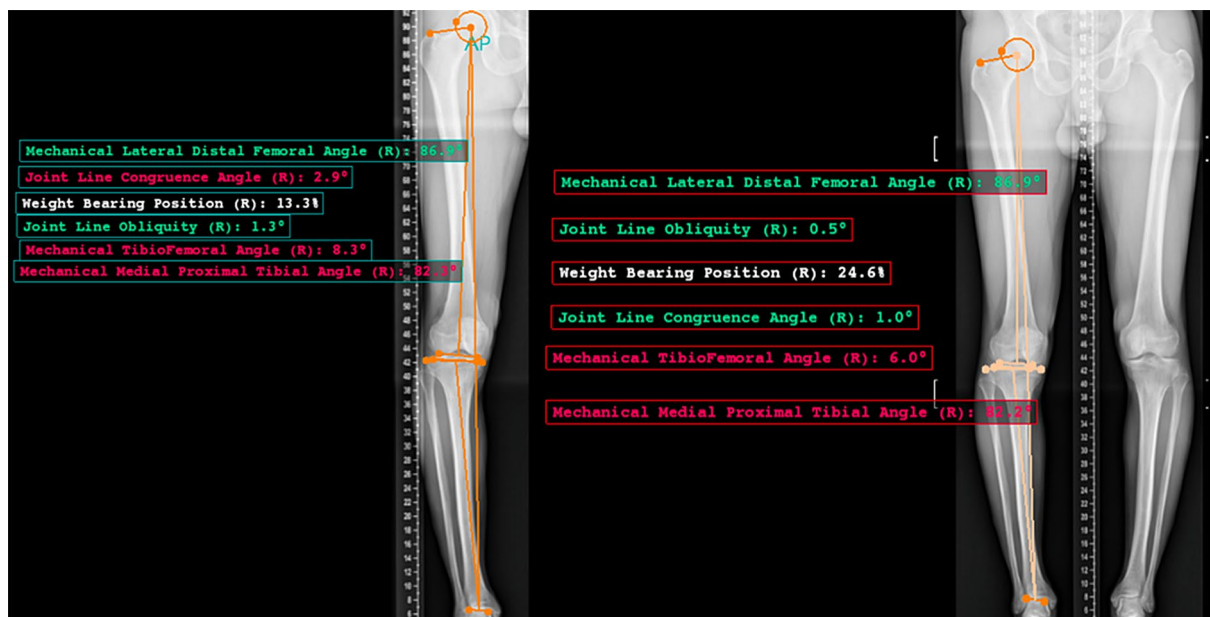 AP
Mechanical Lateral Distal Femoral Angle (R): 86.9°
Joint Line Congruence Angle (R): 2.9°
Weight Bearing Position (R): 13.3%
Joint Line Obliquity (R): 1.3°
Mechanical TibioFemoral Angle (R): 8.3°
Mechanical Medial Proximal Tibial Angle (R):
Mechanical Lateral Distal Femoral Angle (R): 86.9°
Joint Line Obliquity (R): 0.5°
Weight Bearing Position (R): 24.6%
Joint Line Congruence Angle (R): 1.0°
Mechanical TibioFemoral Angle (R): 6.0°
Mechanical Medial Proximal Tibial Angle (R): 82.2°